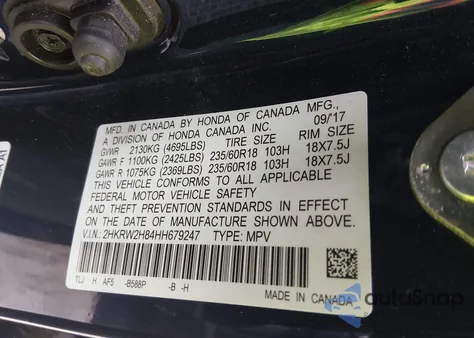 MFD. IN CANADA BY HONDA OF CANADA MFG.,
A DIVISION OF HONDA CANADA INC. 09/17
GVWR 2130KG (4695LBS) TIRE SIZE RIM SIZE
GAWR F 1100KG (2425LBS) 235/60R18 103H 18X7.5J
GAWR R 1075KG (2369LBS) 235/60R18 103H 18X7.5J
THIS VEHICLE CONFORMS TO ALL APPLICABLE
FEDERAL MOTOR VEHICLE SAFETY
AND THEFT PREVENTION STANDARDS IN EFFECT
ON THE DATE OF MANUFACTURE SHOWN ABOVE.
V.I.N.: 2HKRW2H84HH679247 TYPE: MPV
TLJ H AF5 -B588P -B -H
MADE IN CANADA
autoSnap